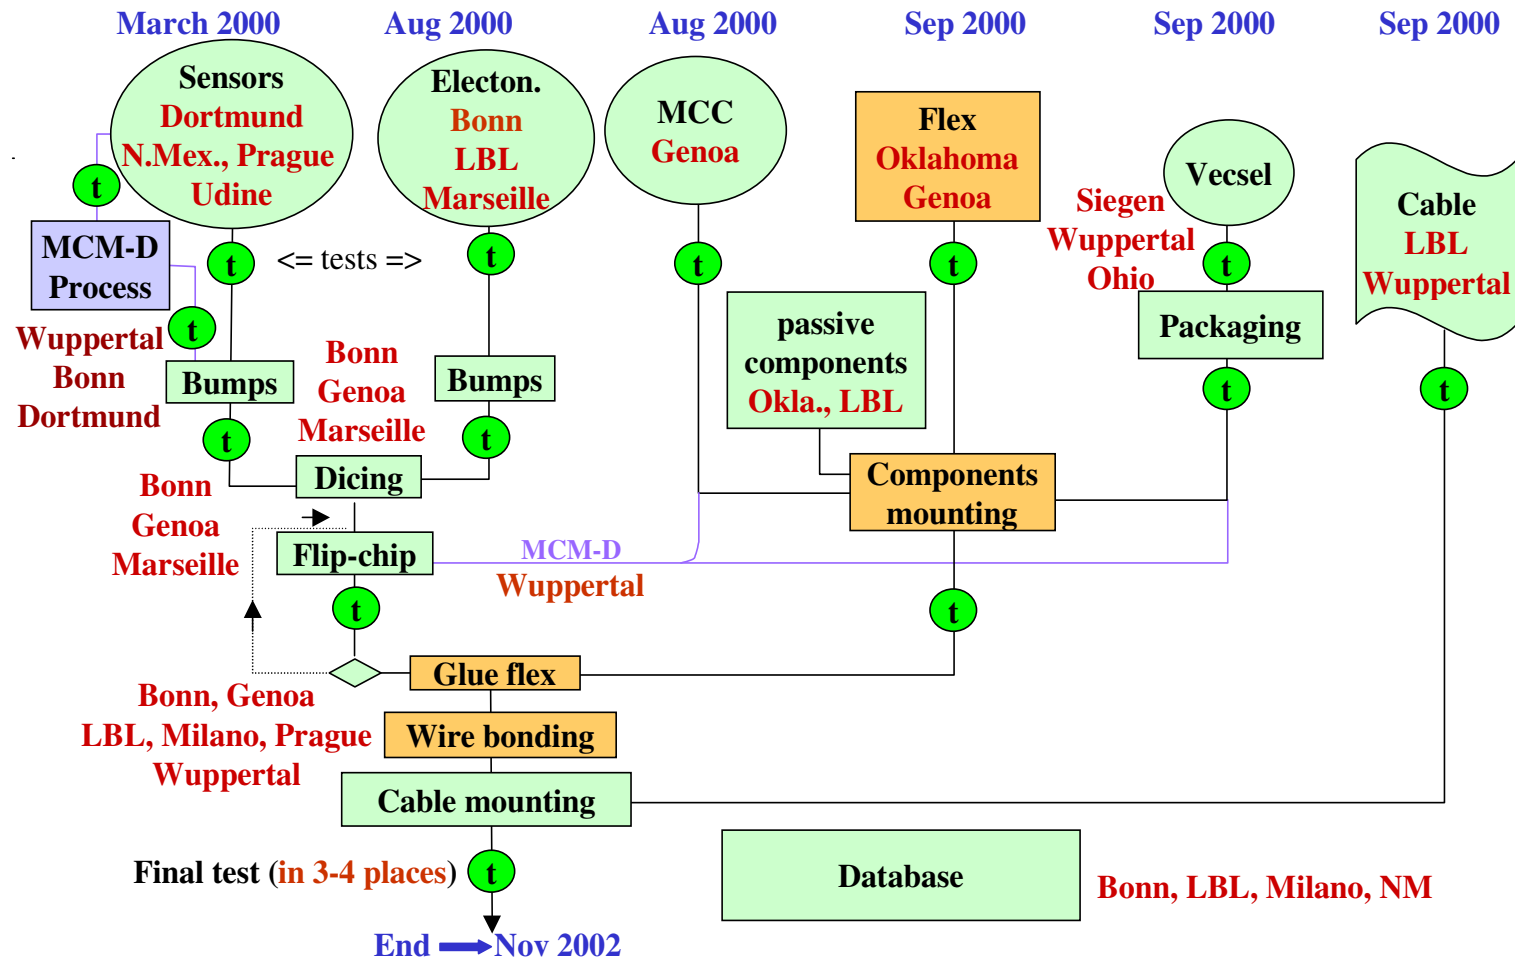 March 2000
Aug 2000
Aug 2000
Sep 2000
Sep 2000
Sep 2000
Sensors
Dortmund
N.Mex., Prague
Udine
Electon.
Bonn
LBL
Marseille
MCC
Genoa
Flex
Oklahoma
Genoa
Vecsel
Siegen
Wuppertal
Ohio
Cable
LBL
Wuppertal
t
MCM-D
Process
t
<= tests =>
t
t
t
t
t
Wuppertal
Bonn
Dortmund
Bumps
Bonn
Genoa
Marseille
Bumps
passive
components
Okla., LBL
Packaging
t
t
t
t
Dicing
Components
mounting
Bonn
Genoa
Marseille
Flip-chip
MCM-D
Wuppertal
t
t
Glue flex
Bonn, Genoa
LBL, Milano, Prague
Wuppertal
Wire bonding
Cable mounting
Final test (in 3-4 places)
t
Database
Bonn, LBL, Milano, NM
End
Nov 2002